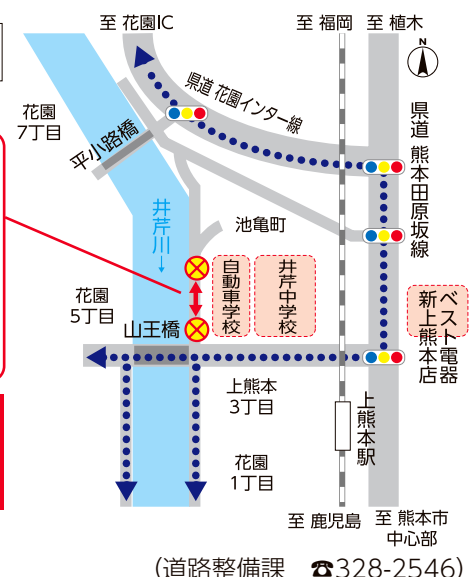 至 花園IC
至 福岡
至 植木
N
花園
7丁目
平小路橋
県道 花園インター線
県道 熊本田原坂線
井芹川
↓
池亀町
自動車学校
井芹中学校
花園
5丁目
山王橋
ベスト電器
新上熊本店
上熊本
3丁目
上熊本駅
花園
1丁目
至 鹿児島
至 熊本市
中心部
(道路整備課 ☎328-2546)